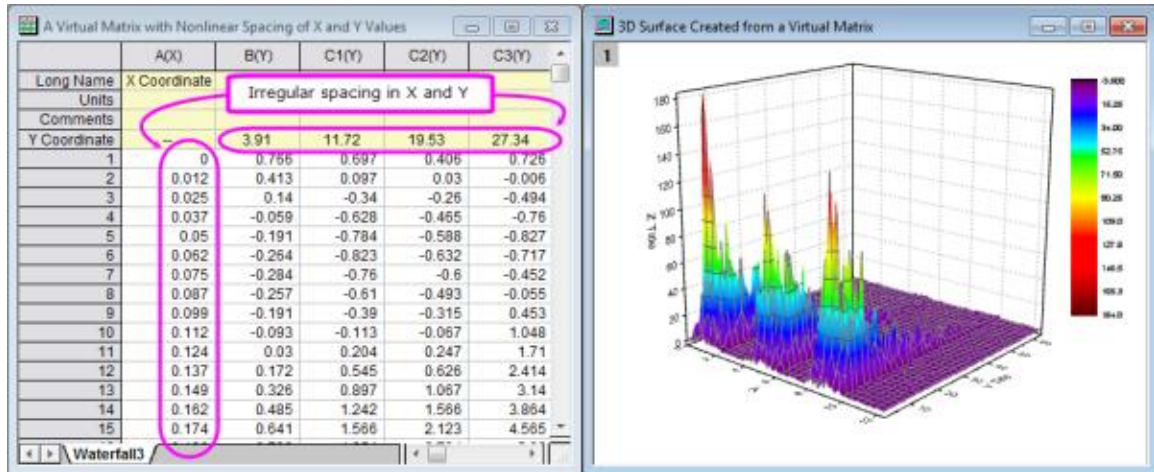 A Virtual Matrix with Nonlinear Spacing of X and Y Values
A(X) B(Y) C1(Y) C2(Y) C3(Y)
Long Name X Coordinate
Units
Comments
Irregular spacing in X and Y
Y Coordinate -- 3.91 11.72 19.53 27.34
1 0 0.766 0.697 0.406 0.726
2 0.012 0.413 0.097 0.03 -0.006
3 0.025 0.14 -0.34 -0.26 -0.494
4 0.037 -0.059 -0.628 -0.465 -0.76
5 0.05 -0.191 -0.784 -0.588 -0.827
6 0.062 -0.264 -0.823 -0.632 -0.717
7 0.075 -0.284 -0.76 -0.6 -0.452
8 0.087 -0.257 -0.61 -0.493 -0.055
9 0.099 -0.191 -0.39 -0.315 0.453
10 0.112 -0.093 -0.113 -0.067 1.048
11 0.124 0.03 0.204 0.247 1.71
12 0.137 0.172 0.545 0.626 2.414
13 0.149 0.326 0.897 1.067 3.14
14 0.162 0.485 1.242 1.566 3.864
15 0.174 0.641 1.566 2.123 4.565
Waterfall3
3D Surface Created from a Virtual Matrix
1
180
160
140
120
100
80
60
40
20
0
A